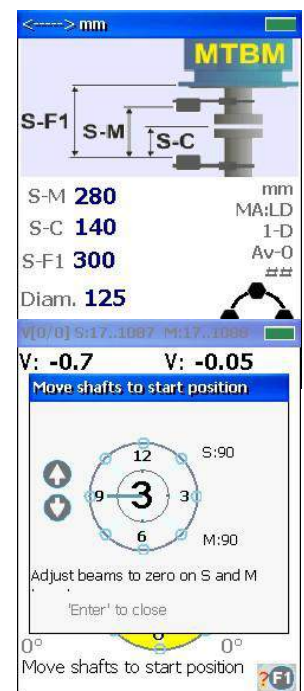 <-----> mm
MTBM
S-F1
S-M
S-C
S-M 280 mm
MA:LD
S-C 140 1-D
S-F1 300 Av-0
##
Diam. 125
V[0/0] S:17..1087 M:17..1086
V: -0.7 V: -0.05
Move shafts to start position
12
S:90
9 3 3
6
M:90
Adjust beams to zero on S and M
'Enter' to close
0° 6 0°
Move shafts to start position ?F1